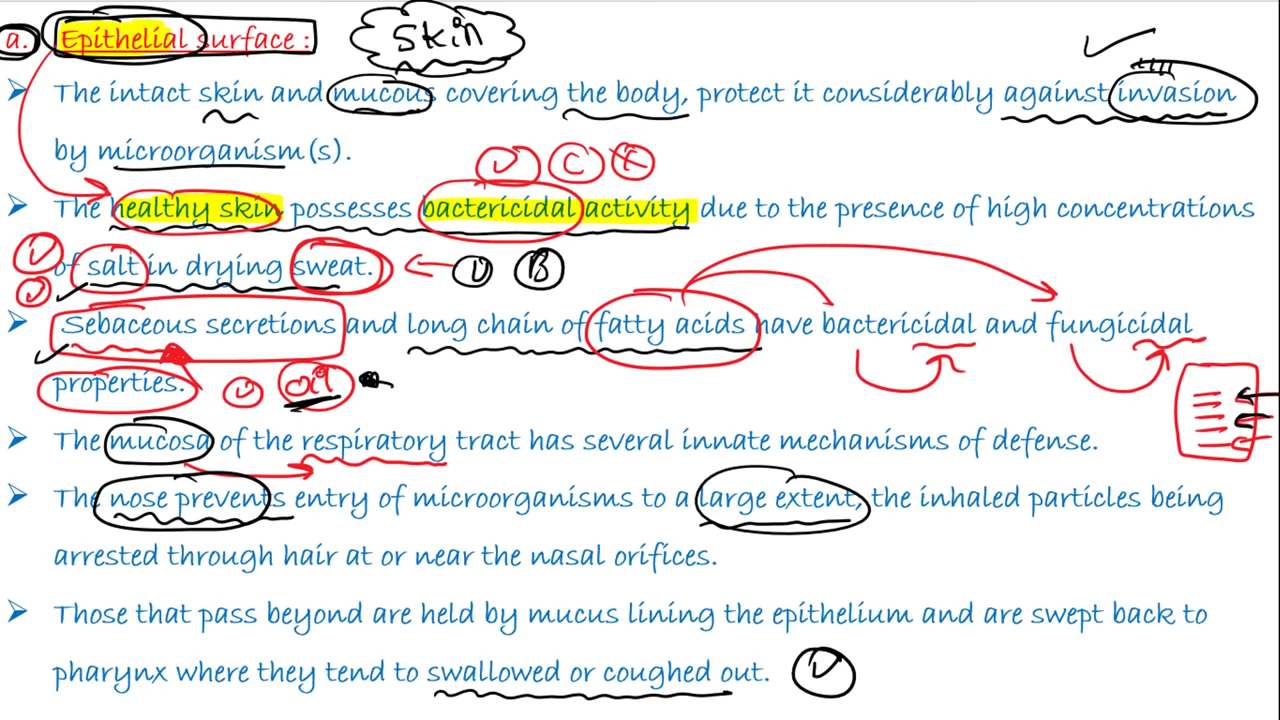 a. Epithelial surface : Skin
➤ The intact skin and mucous covering the body, protect it considerably against invasion
by microorganism(s).
V C
➤ The healthy skin possesses bactericidal activity due to the presence of high concentrations
of salt in drying sweat. V B
➤ Sebaceous secretions and long chain of fatty acids have bactericidal and fungicidal
properties. V oil
➤ The mucosa of the respiratory tract has several innate mechanisms of defense.
➤ The nose prevents entry of microorganisms to a large extent, the inhaled particles being
arrested through hair at or near the nasal orifices.
➤ Those that pass beyond are held by mucus lining the epithelium and are swept back to
pharynx where they tend to swallowed or coughed out. V